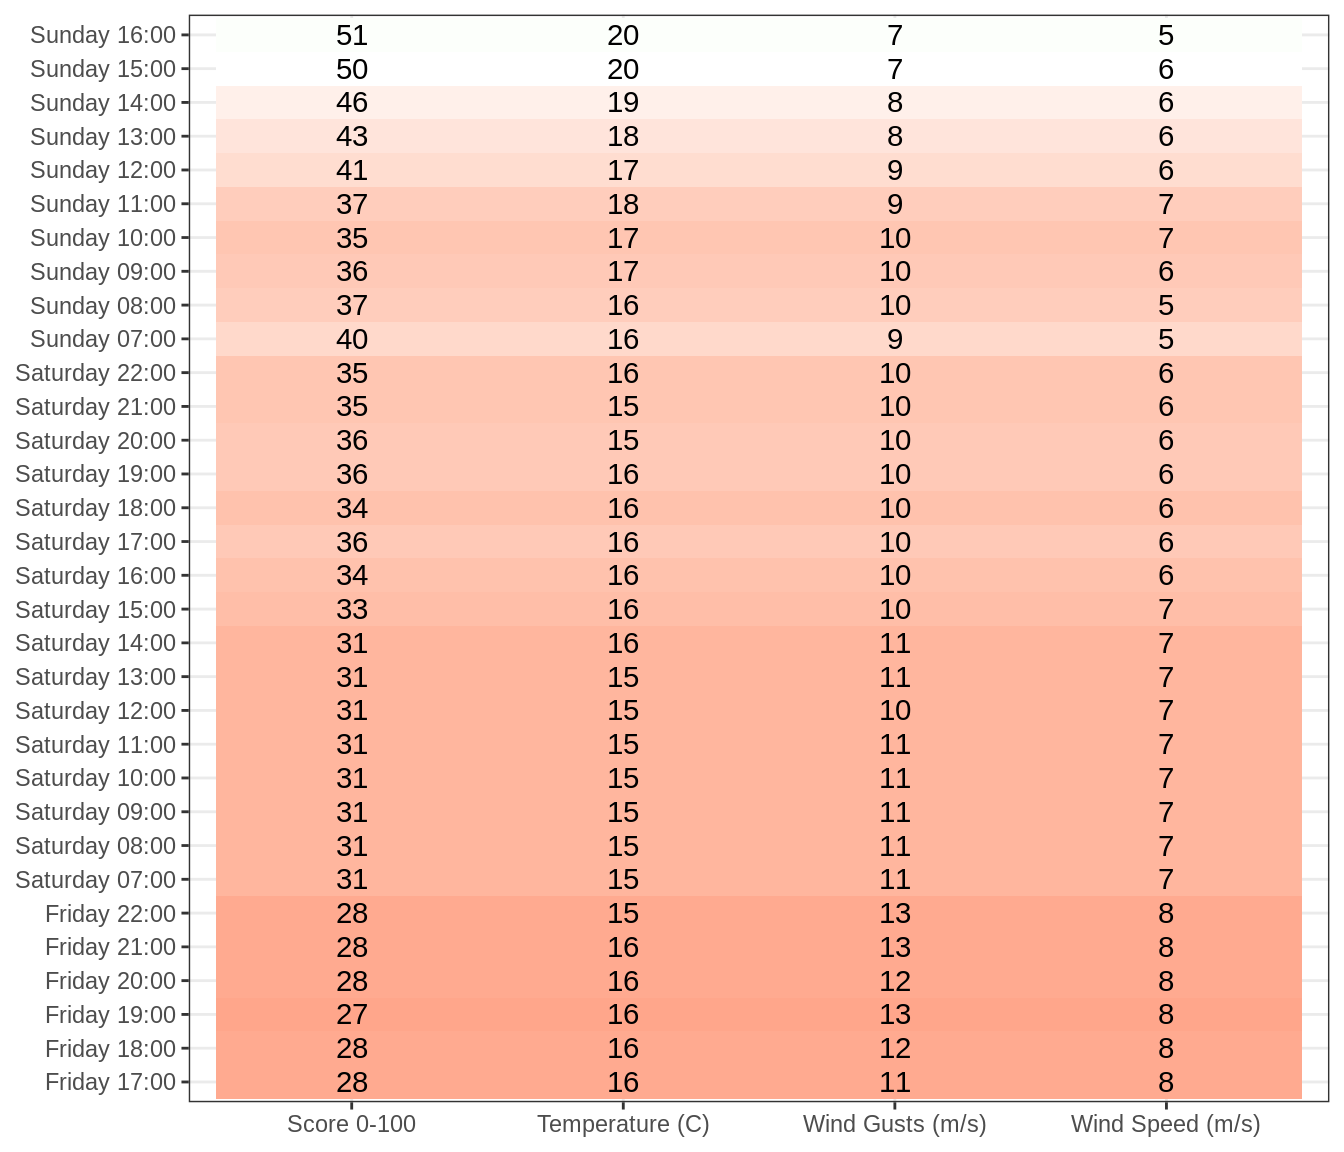 Sunday 16:00 51 20 7 5
Sunday 15:00 50 20 7 6
Sunday 14:00 46 19 8 6
Sunday 13:00 43 18 8 6
Sunday 12:00 41 17 9 6
Sunday 11:00 37 18 9 7
Sunday 10:00 35 17 10 7
Sunday 09:00 36 17 10 6
Sunday 08:00 37 16 10 5
Sunday 07:00 40 16 9 5
Saturday 22:00 35 16 10 6
Saturday 21:00 35 15 10 6
Saturday 20:00 36 15 10 6
Saturday 19:00 36 16 10 6
Saturday 18:00 34 16 10 6
Saturday 17:00 36 16 10 6
Saturday 16:00 34 16 10 6
Saturday 15:00 33 16 10 7
Saturday 14:00 31 16 11 7
Saturday 13:00 31 15 11 7
Saturday 12:00 31 15 10 7
Saturday 11:00 31 15 11 7
Saturday 10:00 31 15 11 7
Saturday 09:00 31 15 11 7
Saturday 08:00 31 15 11 7
Saturday 07:00 31 15 11 7
Friday 22:00 28 15 13 8
Friday 21:00 28 16 13 8
Friday 20:00 28 16 12 8
Friday 19:00 27 16 13 8
Friday 18:00 28 16 12 8
Friday 17:00 28 16 11 8
Score 0-100 Temperature (C) Wind Gusts (m/s) Wind Speed (m/s)